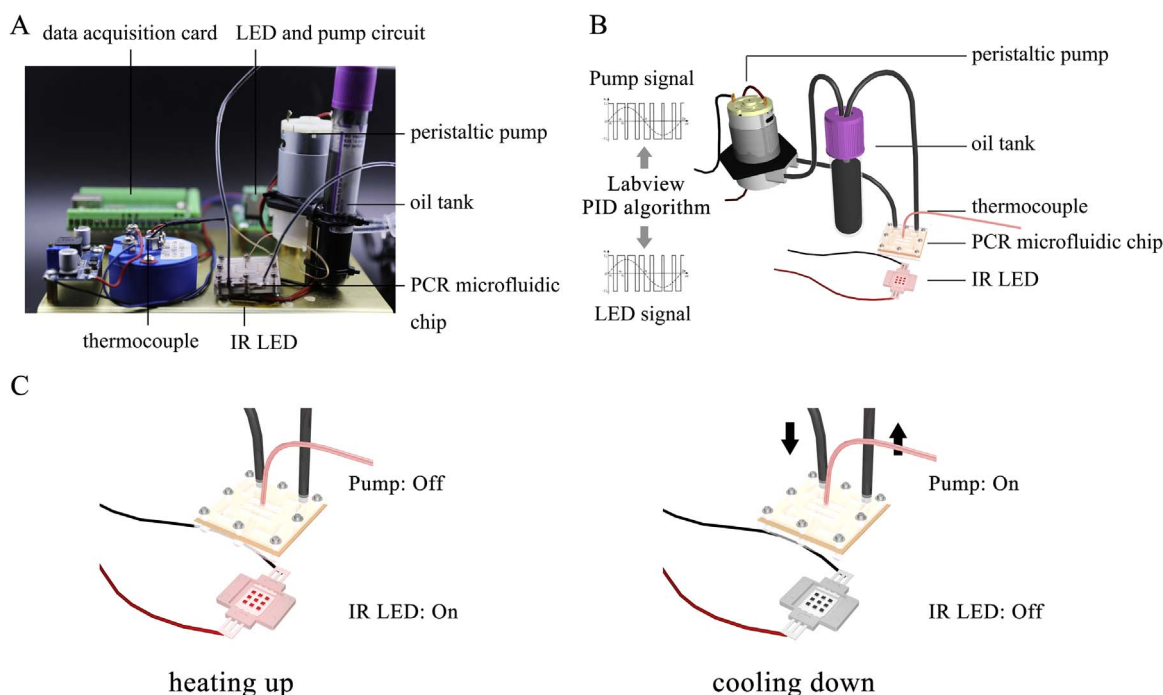 A
data acquisition card
LED and pump circuit
peristaltic pump
oil tank
PCR microfluidic
chip
thermocouple
IR LED
B
peristaltic pump
Pump signal
oil tank
Labview
PID algorithm
thermocouple
PCR microfluidic chip
IR LED
LED signal
C
Pump: Off
IR LED: On
heating up
Pump: On
IR LED: Off
cooling down